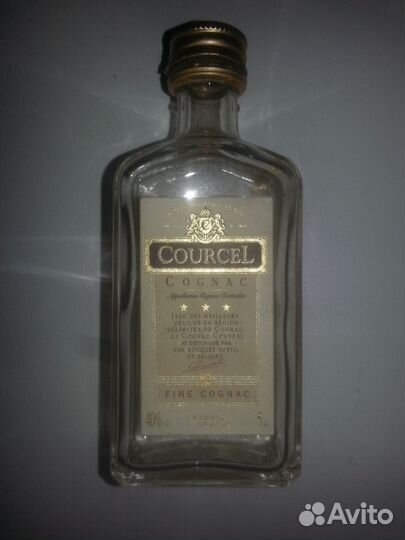 COURCEL
COGNAC
Appellation Cognac Contrôlée
ISSU DES MEILLEURS
CRUS DE LA RÉGION
DÉLIMITÉE DE COGNAC,
LE COGNAC COURCEL
SE DISTINGUE PAR
SON BOUQUET SUBTIL
ET DÉLICAT.
FINE COGNAC
40%
5
Avito